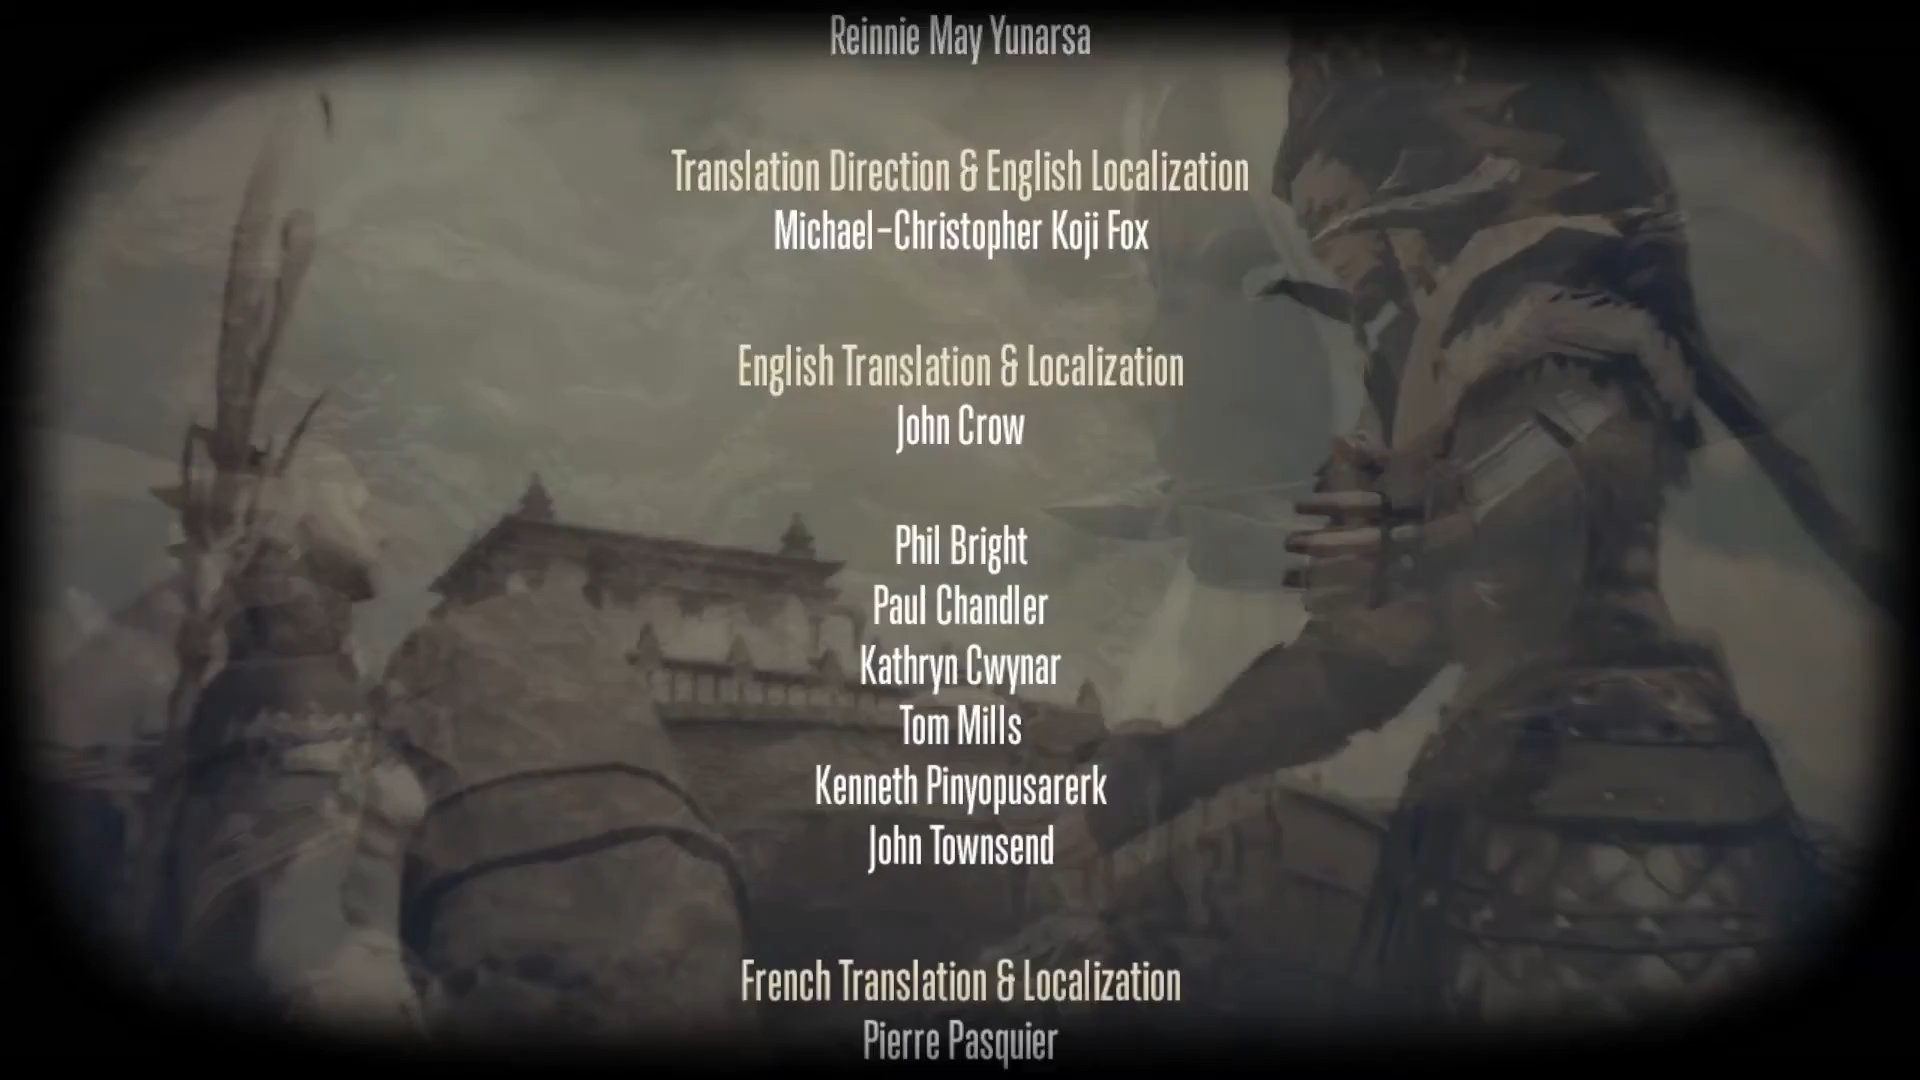 Reinnie May Yunarsa
Translation Direction & English Localization
Michael-Christopher Koji Fox
English Translation & Localization
John Crow
Phil Bright
Paul Chandler
Kathryn Cwynar
Tom Mills
Kenneth Pinyopusarerk
John Townsend
French Translation & Localization
Pierre Pasquier